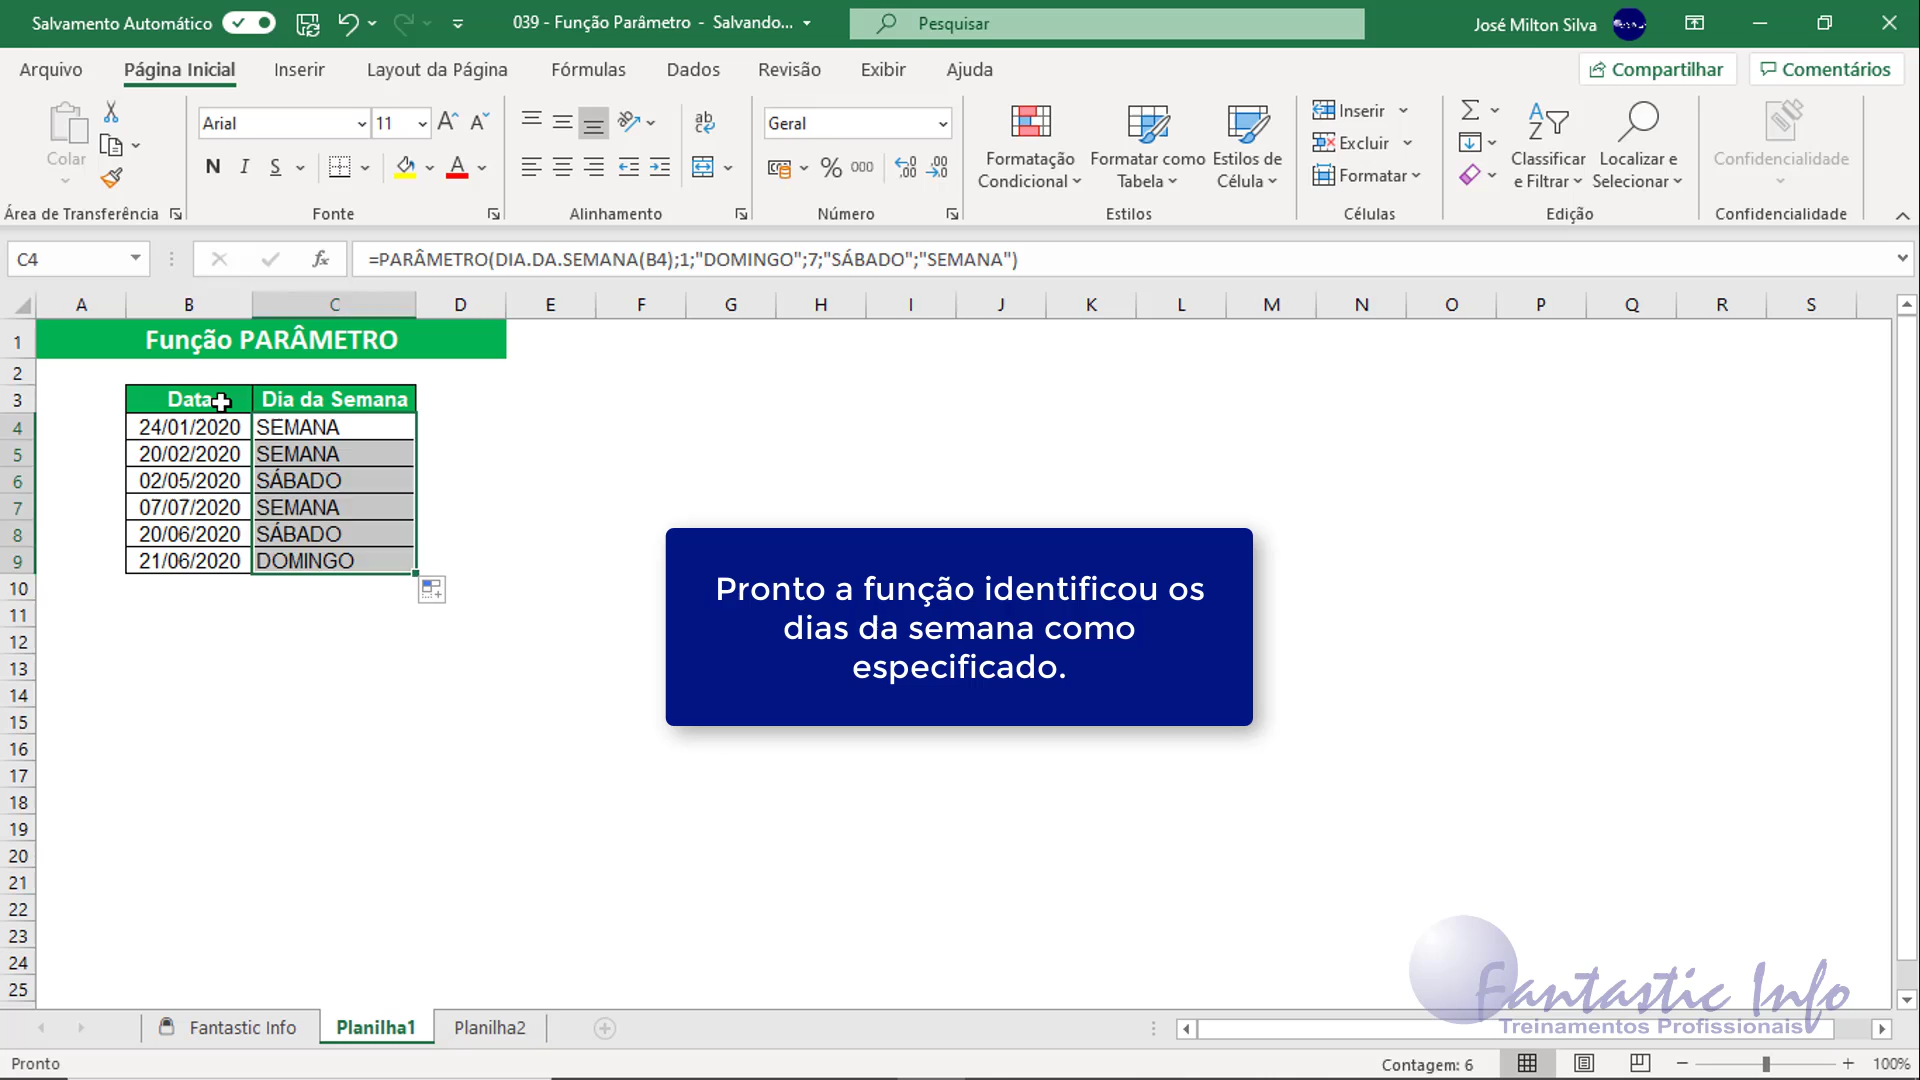 Salvamento Automático
039 - Função Parâmetro - Salvando...
Pesquisar
José Milton Silva
Arquivo
Página Inicial
Inserir
Layout da Página
Fórmulas
Dados
Revisão
Exibir
Ajuda
Compartilhar
Comentários
Colar
Área de Transferência
Arial
11
N I S
Fonte
ab
Alinhamento
Geral
% 000
Número
Formatação Condicional
Formatar como Tabela
Estilos de Célula
Estilos
Inserir
Excluir
Formatar
Células
Classificar e Filtrar
Localizar e Selecionar
Edição
Confidencialidade
Confidencialidade
C4
fx
=PARÂMETRO(DIA.DA.SEMANA(B4);1;"DOMINGO";7;"SÁBADO";"SEMANA")
A B C D E F G H I J K L M N O P Q R S
1 Função PARÂMETRO
2
3 Data Dia da Semana
4 24/01/2020 SEMANA
5 20/02/2020 SEMANA
6 02/05/2020 SÁBADO
7 07/07/2020 SEMANA
8 20/06/2020 SÁBADO
9 21/06/2020 DOMINGO
10
11
12
13
14
15
16
17
18
19
20
21
22
23
24
25
Pronto a função identificou os
dias da semana como
especificado.
Fantastic Info
Treinamentos Profissionais
Fantastic Info
Planilha1
Planilha2
Pronto
Contagem: 6
100%